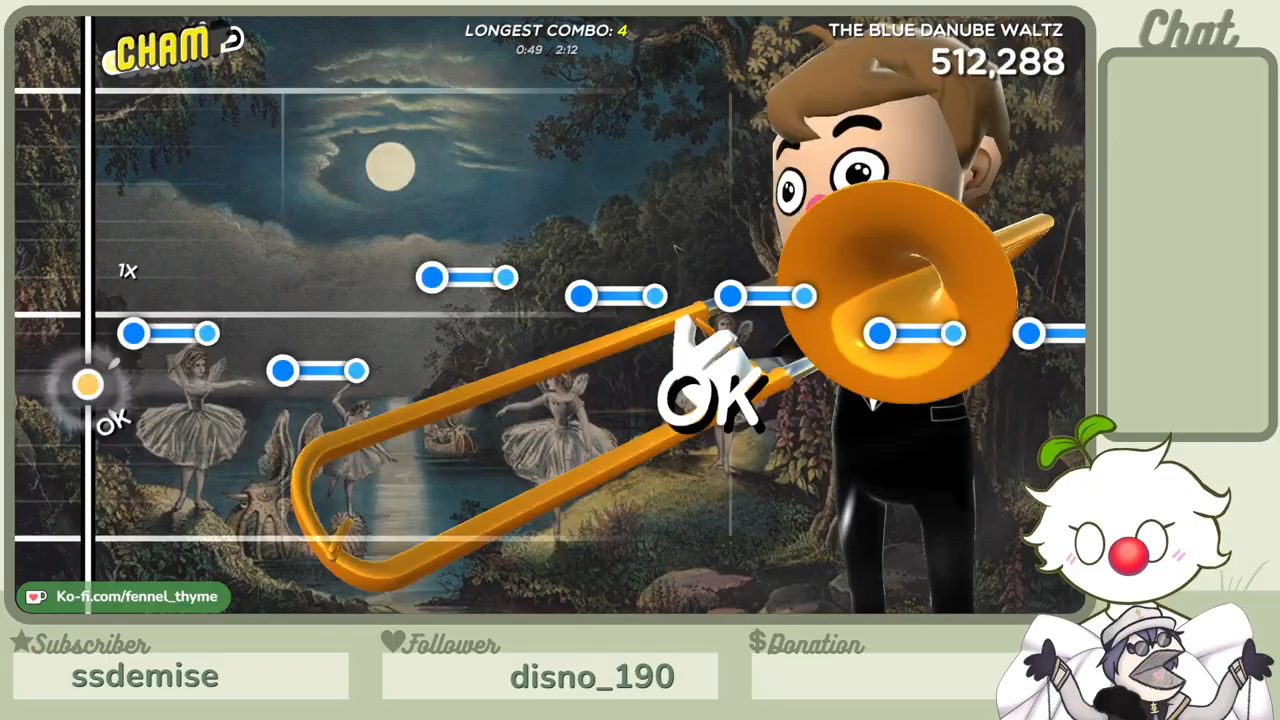 CHAM
LONGEST COMBO: 4
0:49 2:12
THE BLUE DANUBE WALTZ
512,288
Chat
1X
OK
OK
Ko-fi.com/fennel_thyme
Subscriber
ssdemise
Follower
disno_190
$Donation